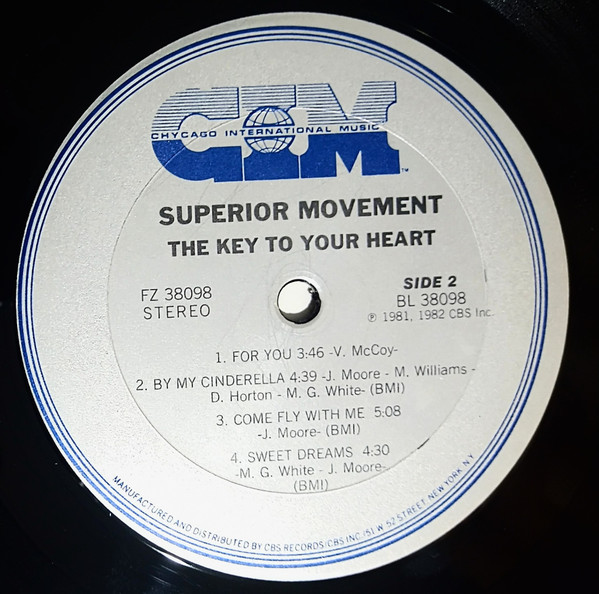 CIM
CHYCAGO INTERNATIONAL MUSIC
TM
SUPERIOR MOVEMENT
THE KEY TO YOUR HEART
FZ 38098
STEREO
SIDE 2
BL 38098
℗ 1981, 1982 CBS Inc.
1. FOR YOU 3:46 -V. McCoy-
2. BY MY CINDERELLA 4:39 -J. Moore - M. Williams -
D. Horton - M. G. White- (BMI)
3. COME FLY WITH ME 5:08
-J. Moore- (BMI)
4. SWEET DREAMS 4:30
-M. G. White - J. Moore-
(BMI)
MANUFACTURED AND DISTRIBUTED BY CBS RECORDS/CBS INC./51 W. 52 STREET, NEW YORK, N.Y.